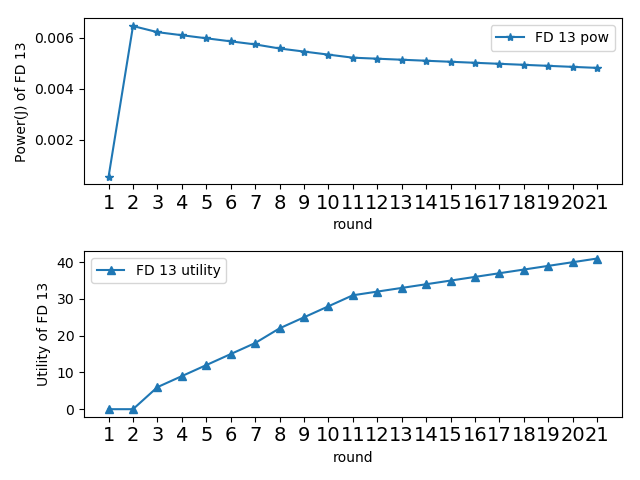 Power(J) of FD 13
0.006
0.004
0.002
FD 13 pow
1 2 3 4 5 6 7 8 9 10 11 12 13 14 15 16 17 18 19 20 21
round
Utility of FD 13
40
30
20
10
0
FD 13 utility
1 2 3 4 5 6 7 8 9 10 11 12 13 14 15 16 17 18 19 20 21
round